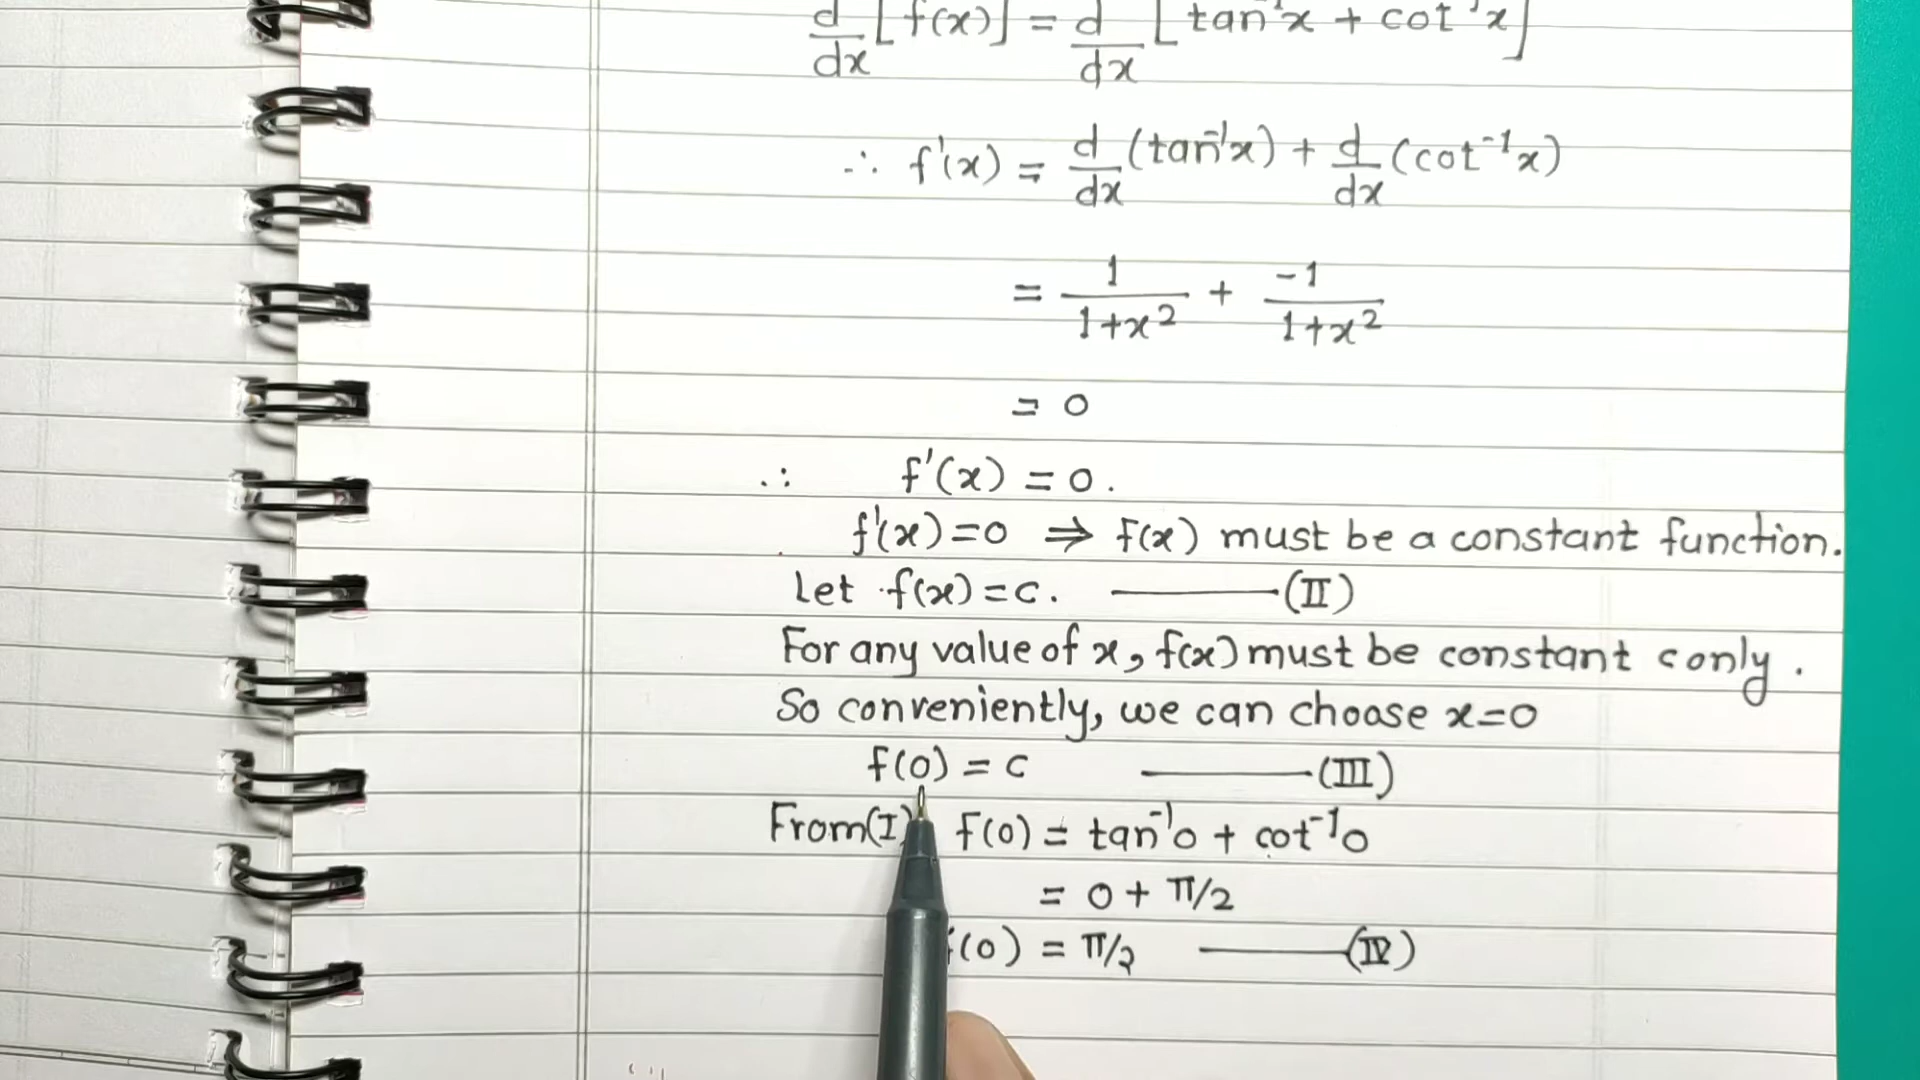 d/dx [f(x)] = d/dx [tan⁻¹x + cot⁻¹x]
∴ f'(x) = d/dx (tan⁻¹x) + d/dx (cot⁻¹x)
= 1/1+x² + -1/1+x²
= 0
∴ f'(x) = 0.
f'(x)=0 ⇒ f(x) must be a constant function.
Let f(x)=c. ———(II)
For any value of x, f(x) must be constant c only.
So conveniently, we can choose x=0
f(0) = c ———(III)
From(I) f(0) = tan⁻¹0 + cot⁻¹0
= 0 + π/2
f(0) = π/2 ———(IV)